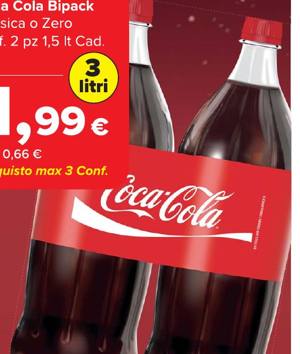 a Cola Bipack
sica o Zero
f. 2 pz 1,5 lt Cad.
3
litri
1,99 €
0,66 €
quisto max 3 Conf.
Coca-Cola